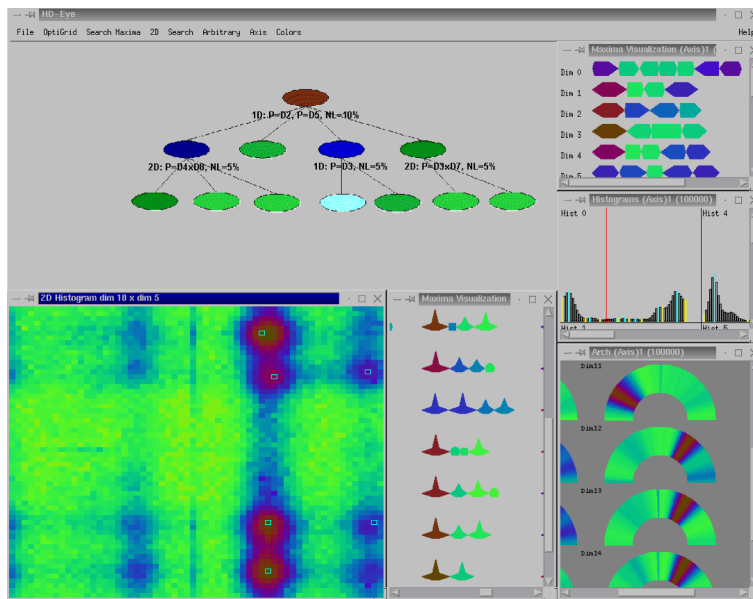 HD-Eye
File OptiGrid Search Maxima 2D Search Arbitrary Axis Colors Help
1D: P=D2, P=D5, NL=10%
2D: P=D4xD8, NL=5%
1D: P=D3, NL=5%
2D: P=D3xD7, NL=5%
Maxima Visualization (Axis)1 (
Dim 0
Dim 1
Dim 2
Dim 3
Dim 4
Dim 5
Histograms (Axis)1 (100000)
Hist 0 Hist 4
Hist 1 Hist 5
2D Histogram dim 18 x dim 5
Maxima Visualization
Arch (Axis)1 (100000)
Dim11
Dim12
Dim13
Dim14